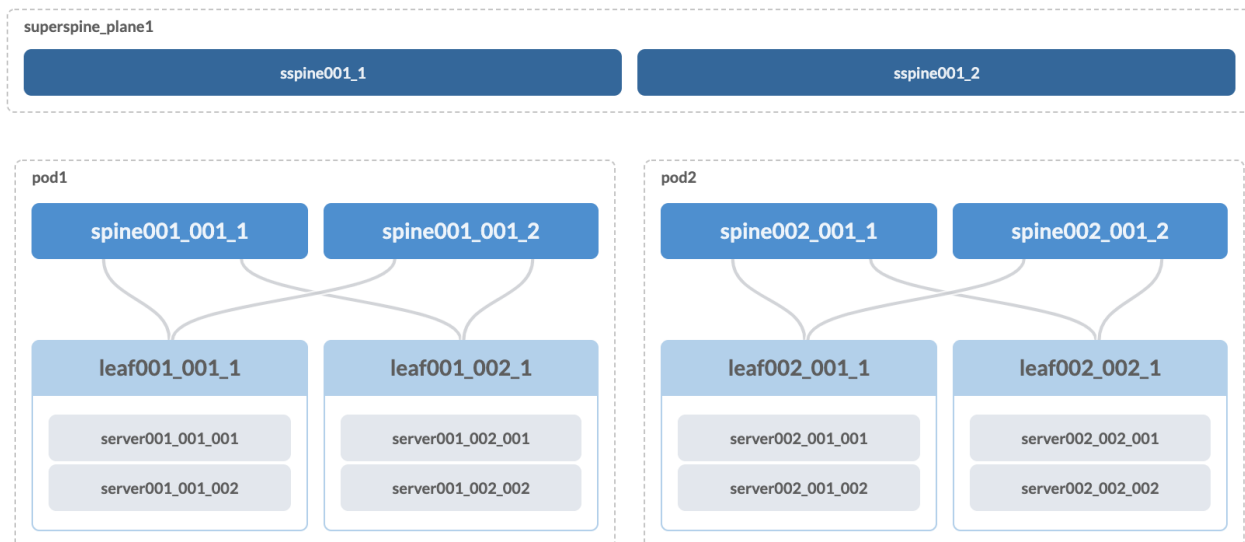 superspine_plane1
sspine001_1
sspine001_2
pod1
spine001_001_1
spine001_001_2
leaf001_001_1
leaf001_002_1
server001_001_001
server001_002_001
server001_001_002
server001_002_002
pod2
spine002_001_1
spine002_001_2
leaf002_001_1
leaf002_002_1
server002_001_001
server002_002_001
server002_001_002
server002_002_002